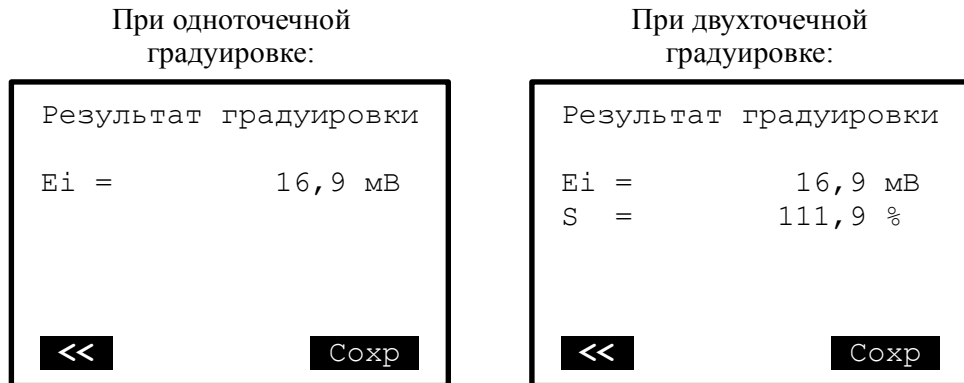 При одноточечной
градуировке:
Результат градуировки
Ei = 16,9 мВ
<< Сохр
При двухточечной
градуировке:
Результат градуировки
Ei = 16,9 мВ
S = 111,9 %
<< Сохр